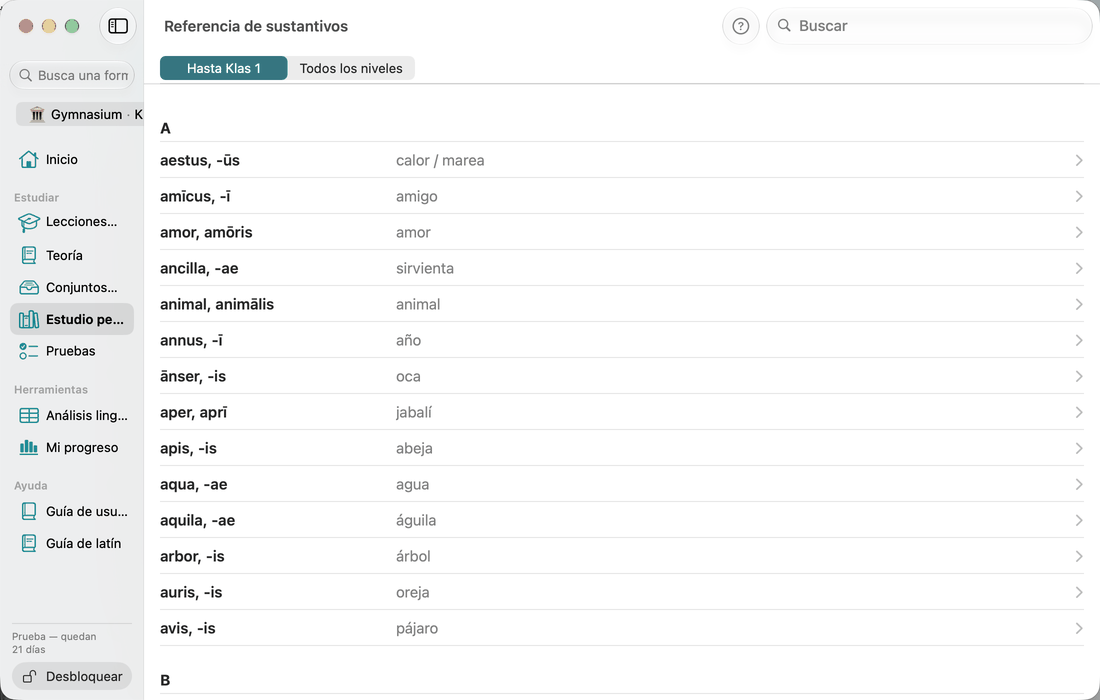 Referencia de sustantivos
Buscar
Hasta Klas 1
Todos los niveles
Busca una form
Gymnasium · K
Inicio
Estudiar
Lecciones...
Teoría
Conjuntos...
Estudio pe...
Pruebas
Herramientas
Análisis ling...
Mi progreso
Ayuda
Guía de usu...
Guía de latín
Prueba — quedan
21 días
Desbloquear
A
aestus, -ūs calor / marea
amīcus, -ī amigo
amor, amōris amor
ancilla, -ae sirvienta
animal, animālis animal
annus, -ī año
ānser, -is oca
aper, aprī jabalí
apis, -is abeja
aqua, -ae agua
aquila, -ae águila
arbor, -is árbol
auris, -is oreja
avis, -is pájaro
B